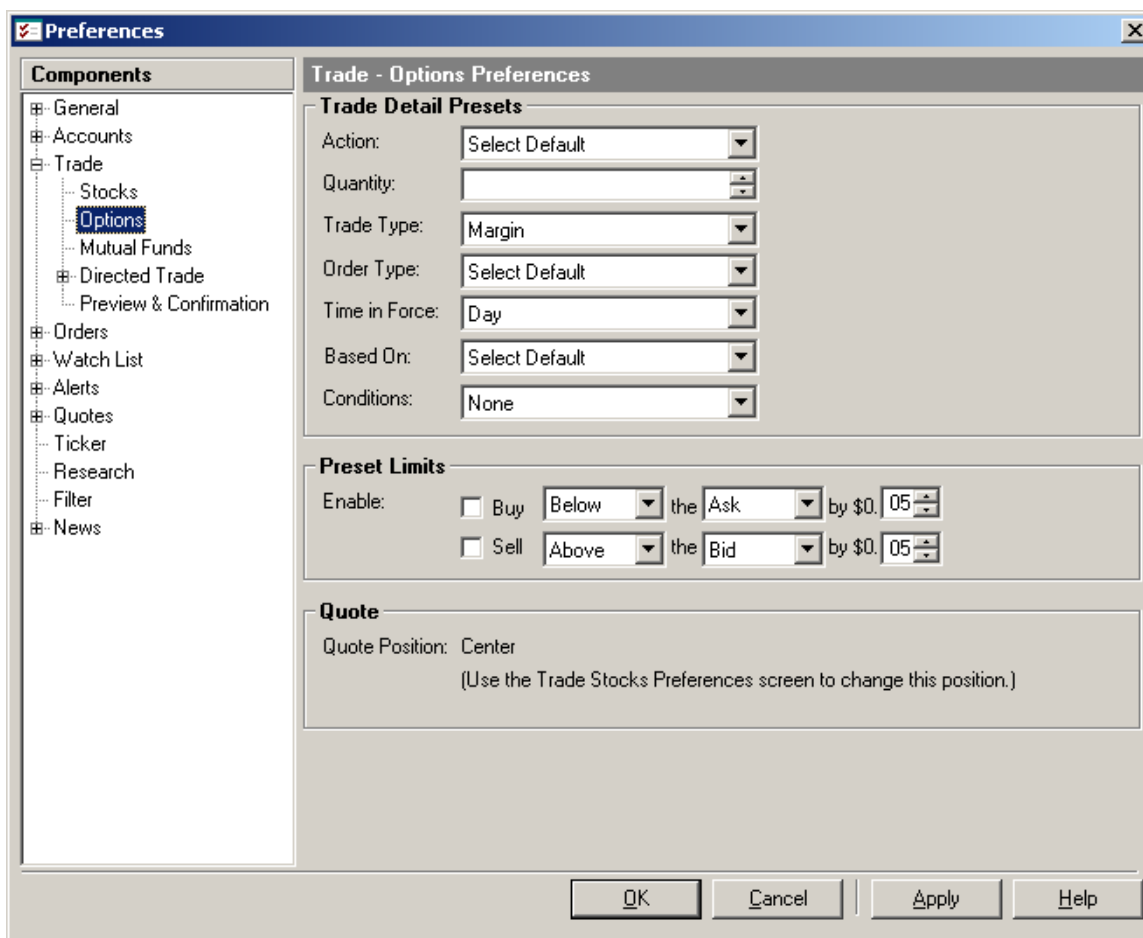 Preferences
Components
General
Accounts
Trade
Stocks
Options
Mutual Funds
Directed Trade
Preview & Confirmation
Orders
Watch List
Alerts
Quotes
Ticker
Research
Filter
News
Trade - Options Preferences
Trade Detail Presets
Action: Select Default
Quantity:
Trade Type: Margin
Order Type: Select Default
Time in Force: Day
Based On: Select Default
Conditions: None
Preset Limits
Enable: Buy Below the Ask by $0. 05
Sell Above the Bid by $0. 05
Quote
Quote Position: Center
(Use the Trade Stocks Preferences screen to change this position.)
OK Cancel Apply Help